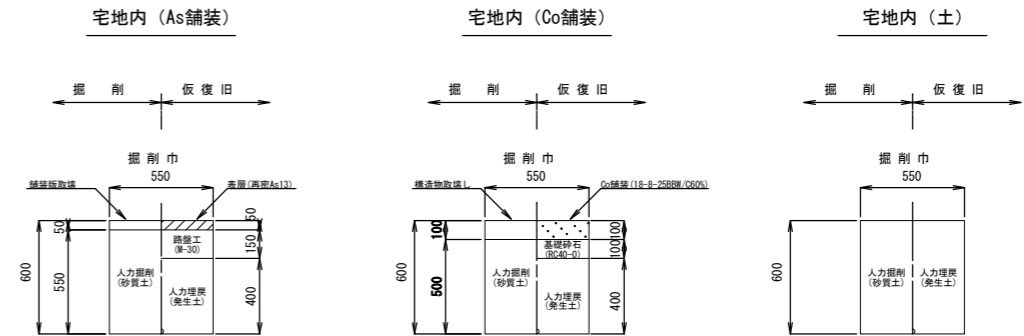 宅地内（As舗装）
掘 削
仮 復 旧
掘 削 巾
550
舗装版取壊
表層(再密As13)
50
50
150
路盤工
(M-30)
600
550
400
人力掘削
(砂質土)
人力埋戻
(発生土)
宅地内（Co舗装）
掘 削
仮 復 旧
掘 削 巾
550
構造物取壊し
Co舗装(18-8-25BBW/C60%)
100
100
100
基礎砕石
(RC40-0)
600
500
400
人力掘削
(砂質土)
人力埋戻
(発生土)
宅地内（土）
掘 削
仮 復 旧
掘 削 巾
550
600
人力掘削
(砂質土)
人力埋戻
(発生土)